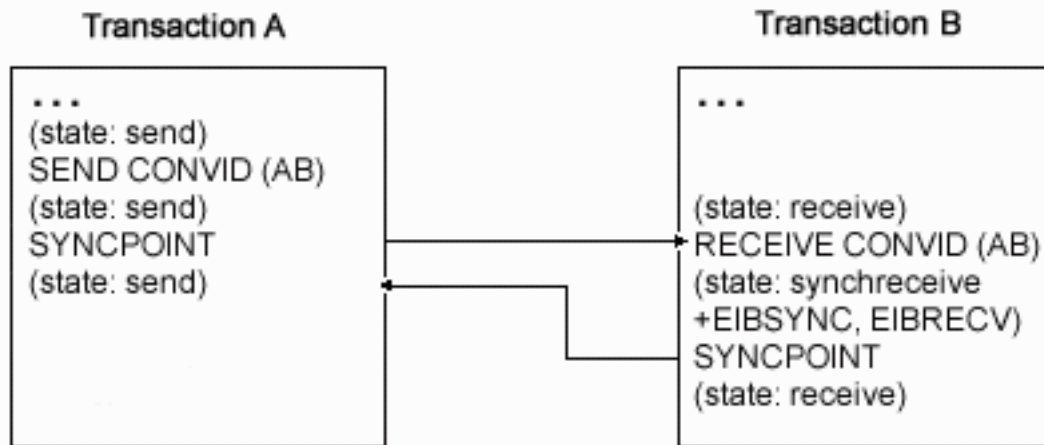 Transaction A
Transaction B
...
(state: send)
SEND CONVID (AB)
(state: send)
SYNCPOINT
(state: send)
...
(state: receive)
RECEIVE CONVID (AB)
(state: synchreceive
+EIBSYNC, EIBRECV)
SYNCPOINT
(state: receive)